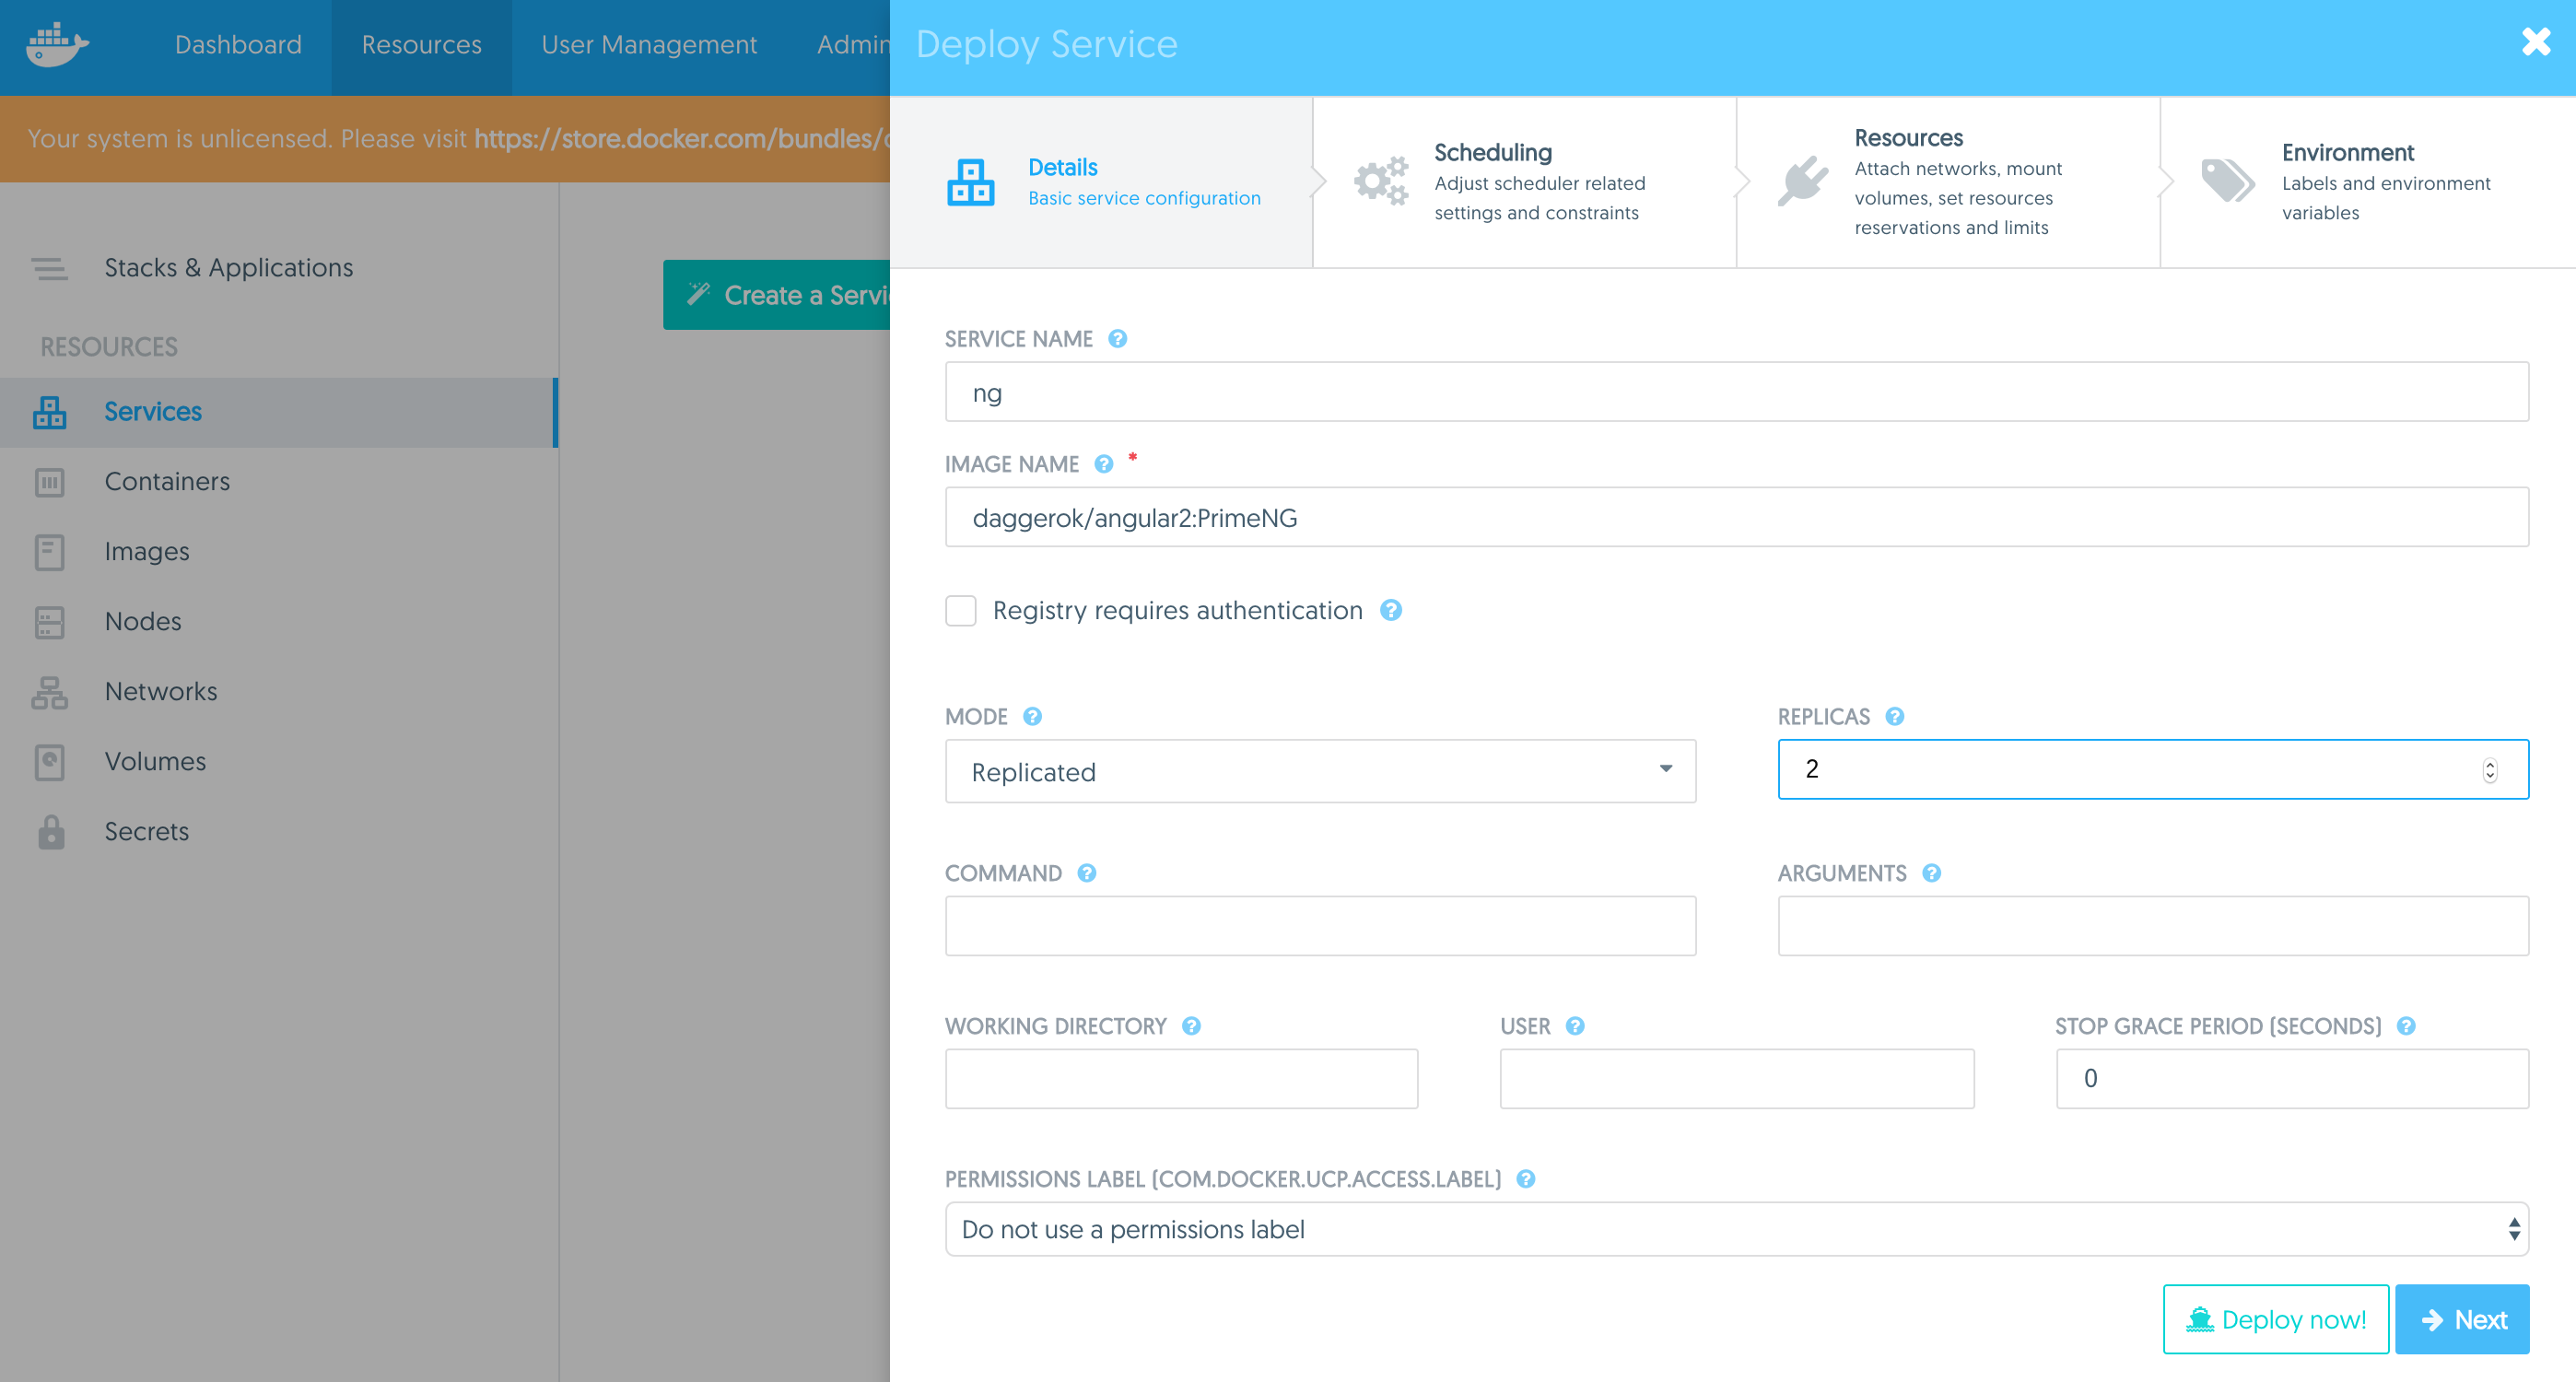 Dashboard
Resources
User Management
Admin
Deploy Service
Your system is unlicensed. Please visit https://store.docker.com/bundles/
Details
Basic service configuration
Scheduling
Adjust scheduler related
settings and constraints
Resources
Attach networks, mount
volumes, set resources
reservations and limits
Environment
Labels and environment
variables
Stacks & Applications
RESOURCES
Services
Containers
Images
Nodes
Networks
Volumes
Secrets
Create a Servi
SERVICE NAME ?
ng
IMAGE NAME ? *
daggerok/angular2:PrimeNG
Registry requires authentication ?
MODE ?
Replicated
REPLICAS ?
2
COMMAND ?
ARGUMENTS ?
WORKING DIRECTORY ?
USER ?
STOP GRACE PERIOD (SECONDS) ?
0
PERMISSIONS LABEL (COM.DOCKER.UCP.ACCESS.LABEL) ?
Do not use a permissions label
Deploy now!
Next